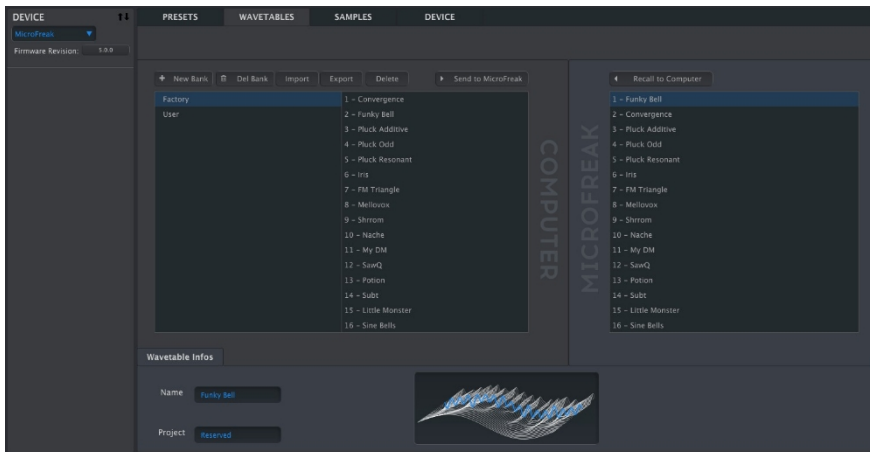 DEVICE
MicroFreak
Firmware Revision: 5.0.0
PRESETS WAVETABLES SAMPLES DEVICE
New Bank Del Bank Import Export Delete Send to MicroFreak
Factory
User
1 - Convergence
2 - Funky Bell
3 - Pluck Additive
4 - Pluck Odd
5 - Pluck Resonant
6 - Iris
7 - FM Triangle
8 - Mellovox
9 - Shrrom
10 - Nache
11 - My DM
12 - SawQ
13 - Potion
14 - Subt
15 - Little Monster
16 - Sine Bells
COMPUTER
MICROFREAK
Recall to Computer
1 - Funky Bell
2 - Convergence
3 - Pluck Additive
4 - Pluck Odd
5 - Pluck Resonant
6 - Iris
7 - FM Triangle
8 - Mellovox
9 - Shrrom
10 - Nache
11 - My DM
12 - SawQ
13 - Potion
14 - Subt
15 - Little Monster
16 - Sine Bells
Wavetable Infos
Name Funky Bell
Project Reserved